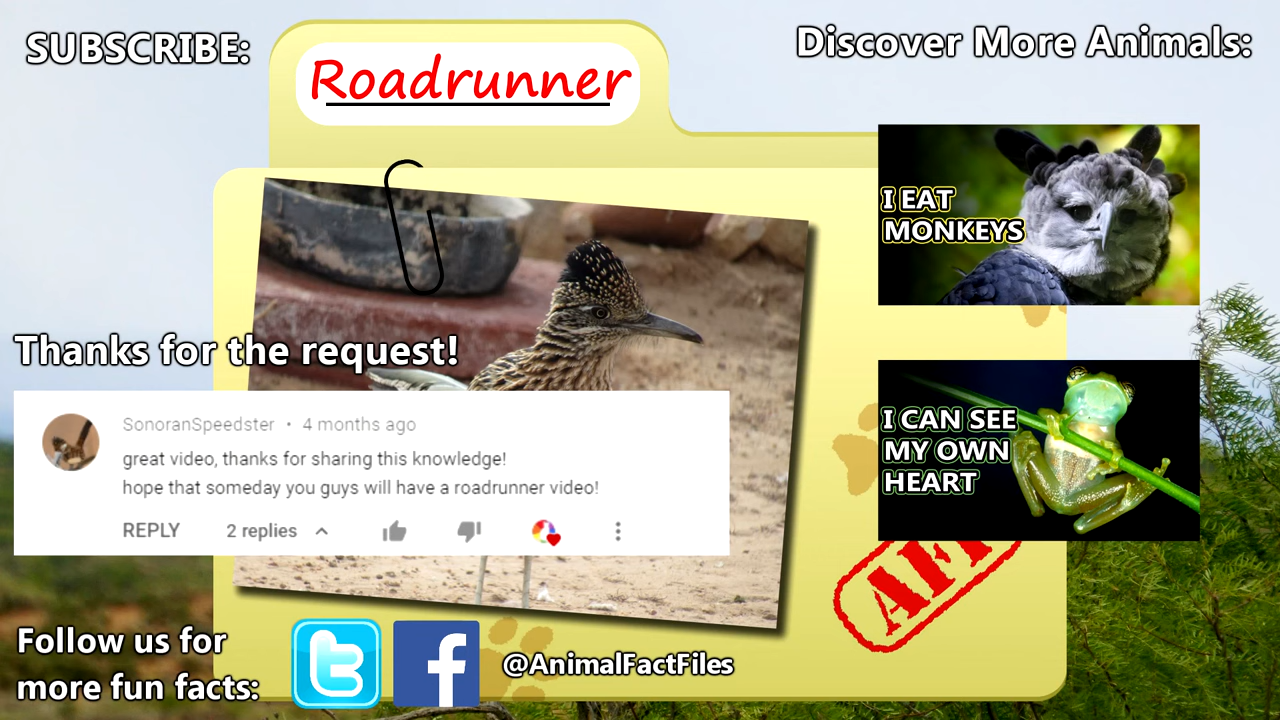 SUBSCRIBE:
Roadrunner
Discover More Animals:
I EAT
MONKEYS
Thanks for the request!
SonoranSpeedster • 4 months ago
great video, thanks for sharing this knowledge!
hope that someday you guys will have a roadrunner video!
REPLY 2 replies
I CAN SEE
MY OWN
HEART
Follow us for
more fun facts:
@AnimalFactFiles